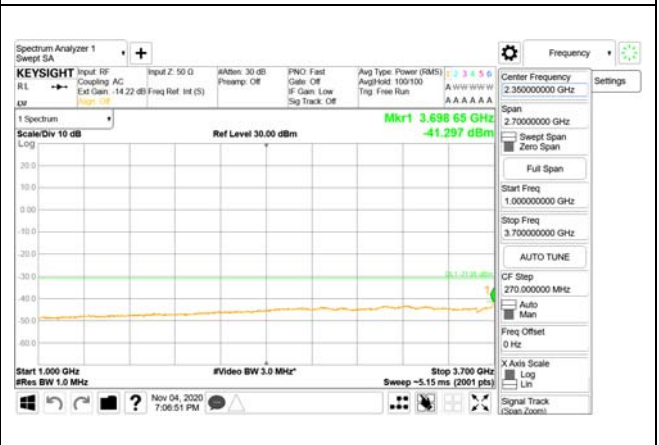 Spectrum Analyzer 1
Swept SA
Frequency
KEYSIGHT
RL
Input: RF
Coupling: AC
Ext Gain: -14.22 dB
Align: Off
Input Z: 50 Ω
Freq Ref: Int (S)
#Atten: 30 dB
Preamp: Off
PNO: Fast
Gate: Off
IF Gain: Low
Sig Track: Off
Avg Type: Power (RMS)
Avg|Hold: 100/100
Trig: Free Run
1 2 3 4 5 6
A W W W W W
A A A A A A
Center Frequency
2.350000000 GHz
Settings
Span
2.70000000 GHz
Swept Span
Zero Span
Full Span
Start Freq
1.000000000 GHz
Stop Freq
3.700000000 GHz
AUTO TUNE
CF Step
270.000000 MHz
Auto
Man
Freq Offset
0 Hz
X Axis Scale
Log
Lin
Signal Track
(Span Zoom)
1 Spectrum
Scale/Div 10 dB
Ref Level 30.00 dBm
Mkr1 3.698 65 GHz
-41.297 dBm
Log
20.0
10.0
0.00
-10.0
-20.0
-30.0
-40.0
-50.0
-60.0
1
Start 1.000 GHz
#Res BW 1.0 MHz
#Video BW 3.0 MHz*
Stop 3.700 GHz
Sweep ~5.15 ms (2001 pts)
?
Nov 04, 2020
7:06:51 PM